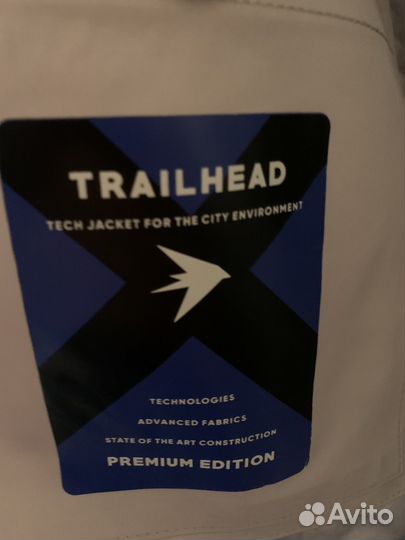 TRAILHEAD
TECH JACKET FOR THE CITY ENVIRONMENT
TECHNOLOGIES
ADVANCED FABRICS
STATE OF THE ART CONSTRUCTION
PREMIUM EDITION
Avito